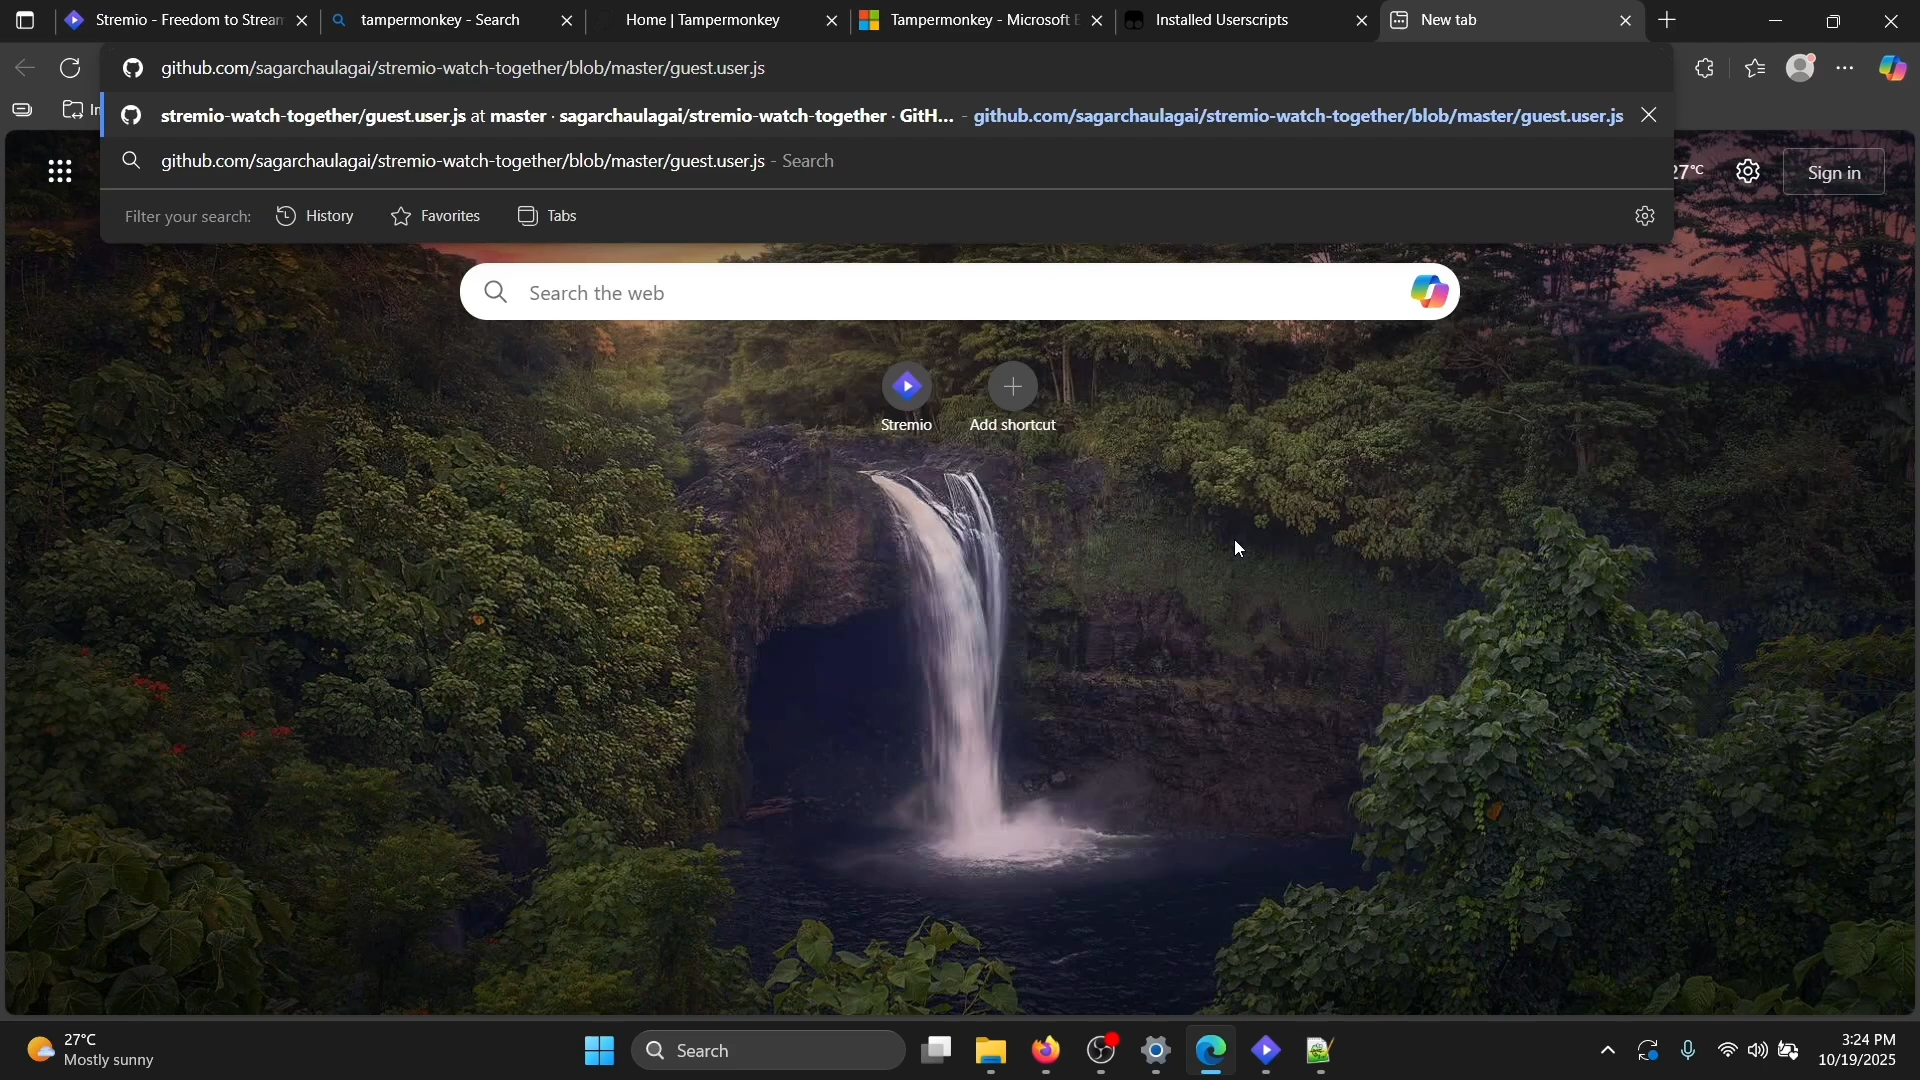 Stremio - Freedom to Strean
tampermonkey - Search
Home | Tampermonkey
Tampermonkey - Microsoft E
Installed Userscripts
New tab
github.com/sagarchaulagai/stremio-watch-together/blob/master/guest.user.js
stremio-watch-together/guest.user.js at master · sagarchaulagai/stremio-watch-together · GitH... - github.com/sagarchaulagai/stremio-watch-together/blob/master/guest.user.js
github.com/sagarchaulagai/stremio-watch-together/blob/master/guest.user.js - Search
27°C
Sign in
Filter your search:
History
Favorites
Tabs
Search the web
Stremio
Add shortcut
27°C
Mostly sunny
Search
3:24 PM
10/19/2025